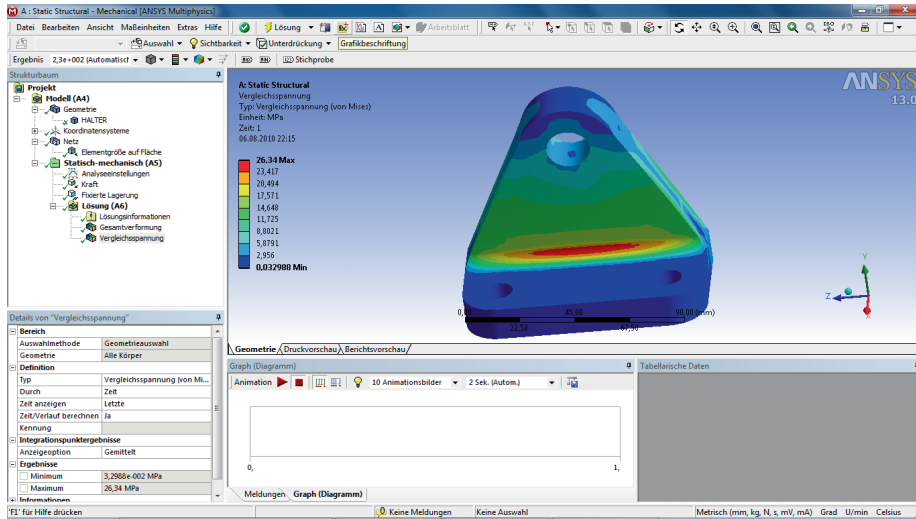 A : Static Structural - Mechanical [ANSYS Multiphysics]
Datei Bearbeiten Ansicht Maßeinheiten Extras Hilfe Lösung Arbeitsblatt
Auswahl Sichtbarkeit Unterdrückung Grafikbeschriftung
Ergebnis 2,3e+002 (Automatisct Stichprobe
Strukturbaum
Projekt
Modell (A4)
Geometrie
HALTER
Koordinatensysteme
Netz
Elementgröße auf Fläche
Statisch-mechanisch (A5)
Analyseeinstellungen
Kraft
Fixierte Lagerung
Lösung (A6)
Lösungsinformationen
Gesamtverformung
Vergleichsspannung
A: Static Structural
Vergleichsspannung
Typ: Vergleichsspannung (von Mises)
Einheit: MPa
Zeit: 1
06.08.2010 22:15
26,34 Max
23,417
20,494
17,571
14,648
11,725
8,8021
5,8791
2,956
0,032988 Min
ANSYS
13.0
Y
Z
X
0,00 45,00 90,00 (mm)
22,50 67,50
Geometrie Druckvorschau Berichtsvorschau
Details von "Vergleichsspannung"
Bereich
Auswahlmethode Geometrieauswahl
Geometrie Alle Körper
Definition
Typ Vergleichsspannung (von Mi...
Durch Zeit
Zeit anzeigen Letzte
Zeit/Verlauf berechnen Ja
Kennung
Integrationspunktergebnisse
Anzeigeoption Gemittelt
Ergebnisse
Minimum 3,2988e-002 MPa
Maximum 26,34 MPa
Informationen
Graph (Diagramm)
Animation 10 Animationsbilder 2 Sek. (Autom.)
0, 1,
Meldungen Graph (Diagramm)
Tabellarische Daten
'F1' für Hilfe drücken Keine Meldungen Keine Auswahl Metrisch (mm, kg, N, s, mV, mA) Grad U/min Celsius